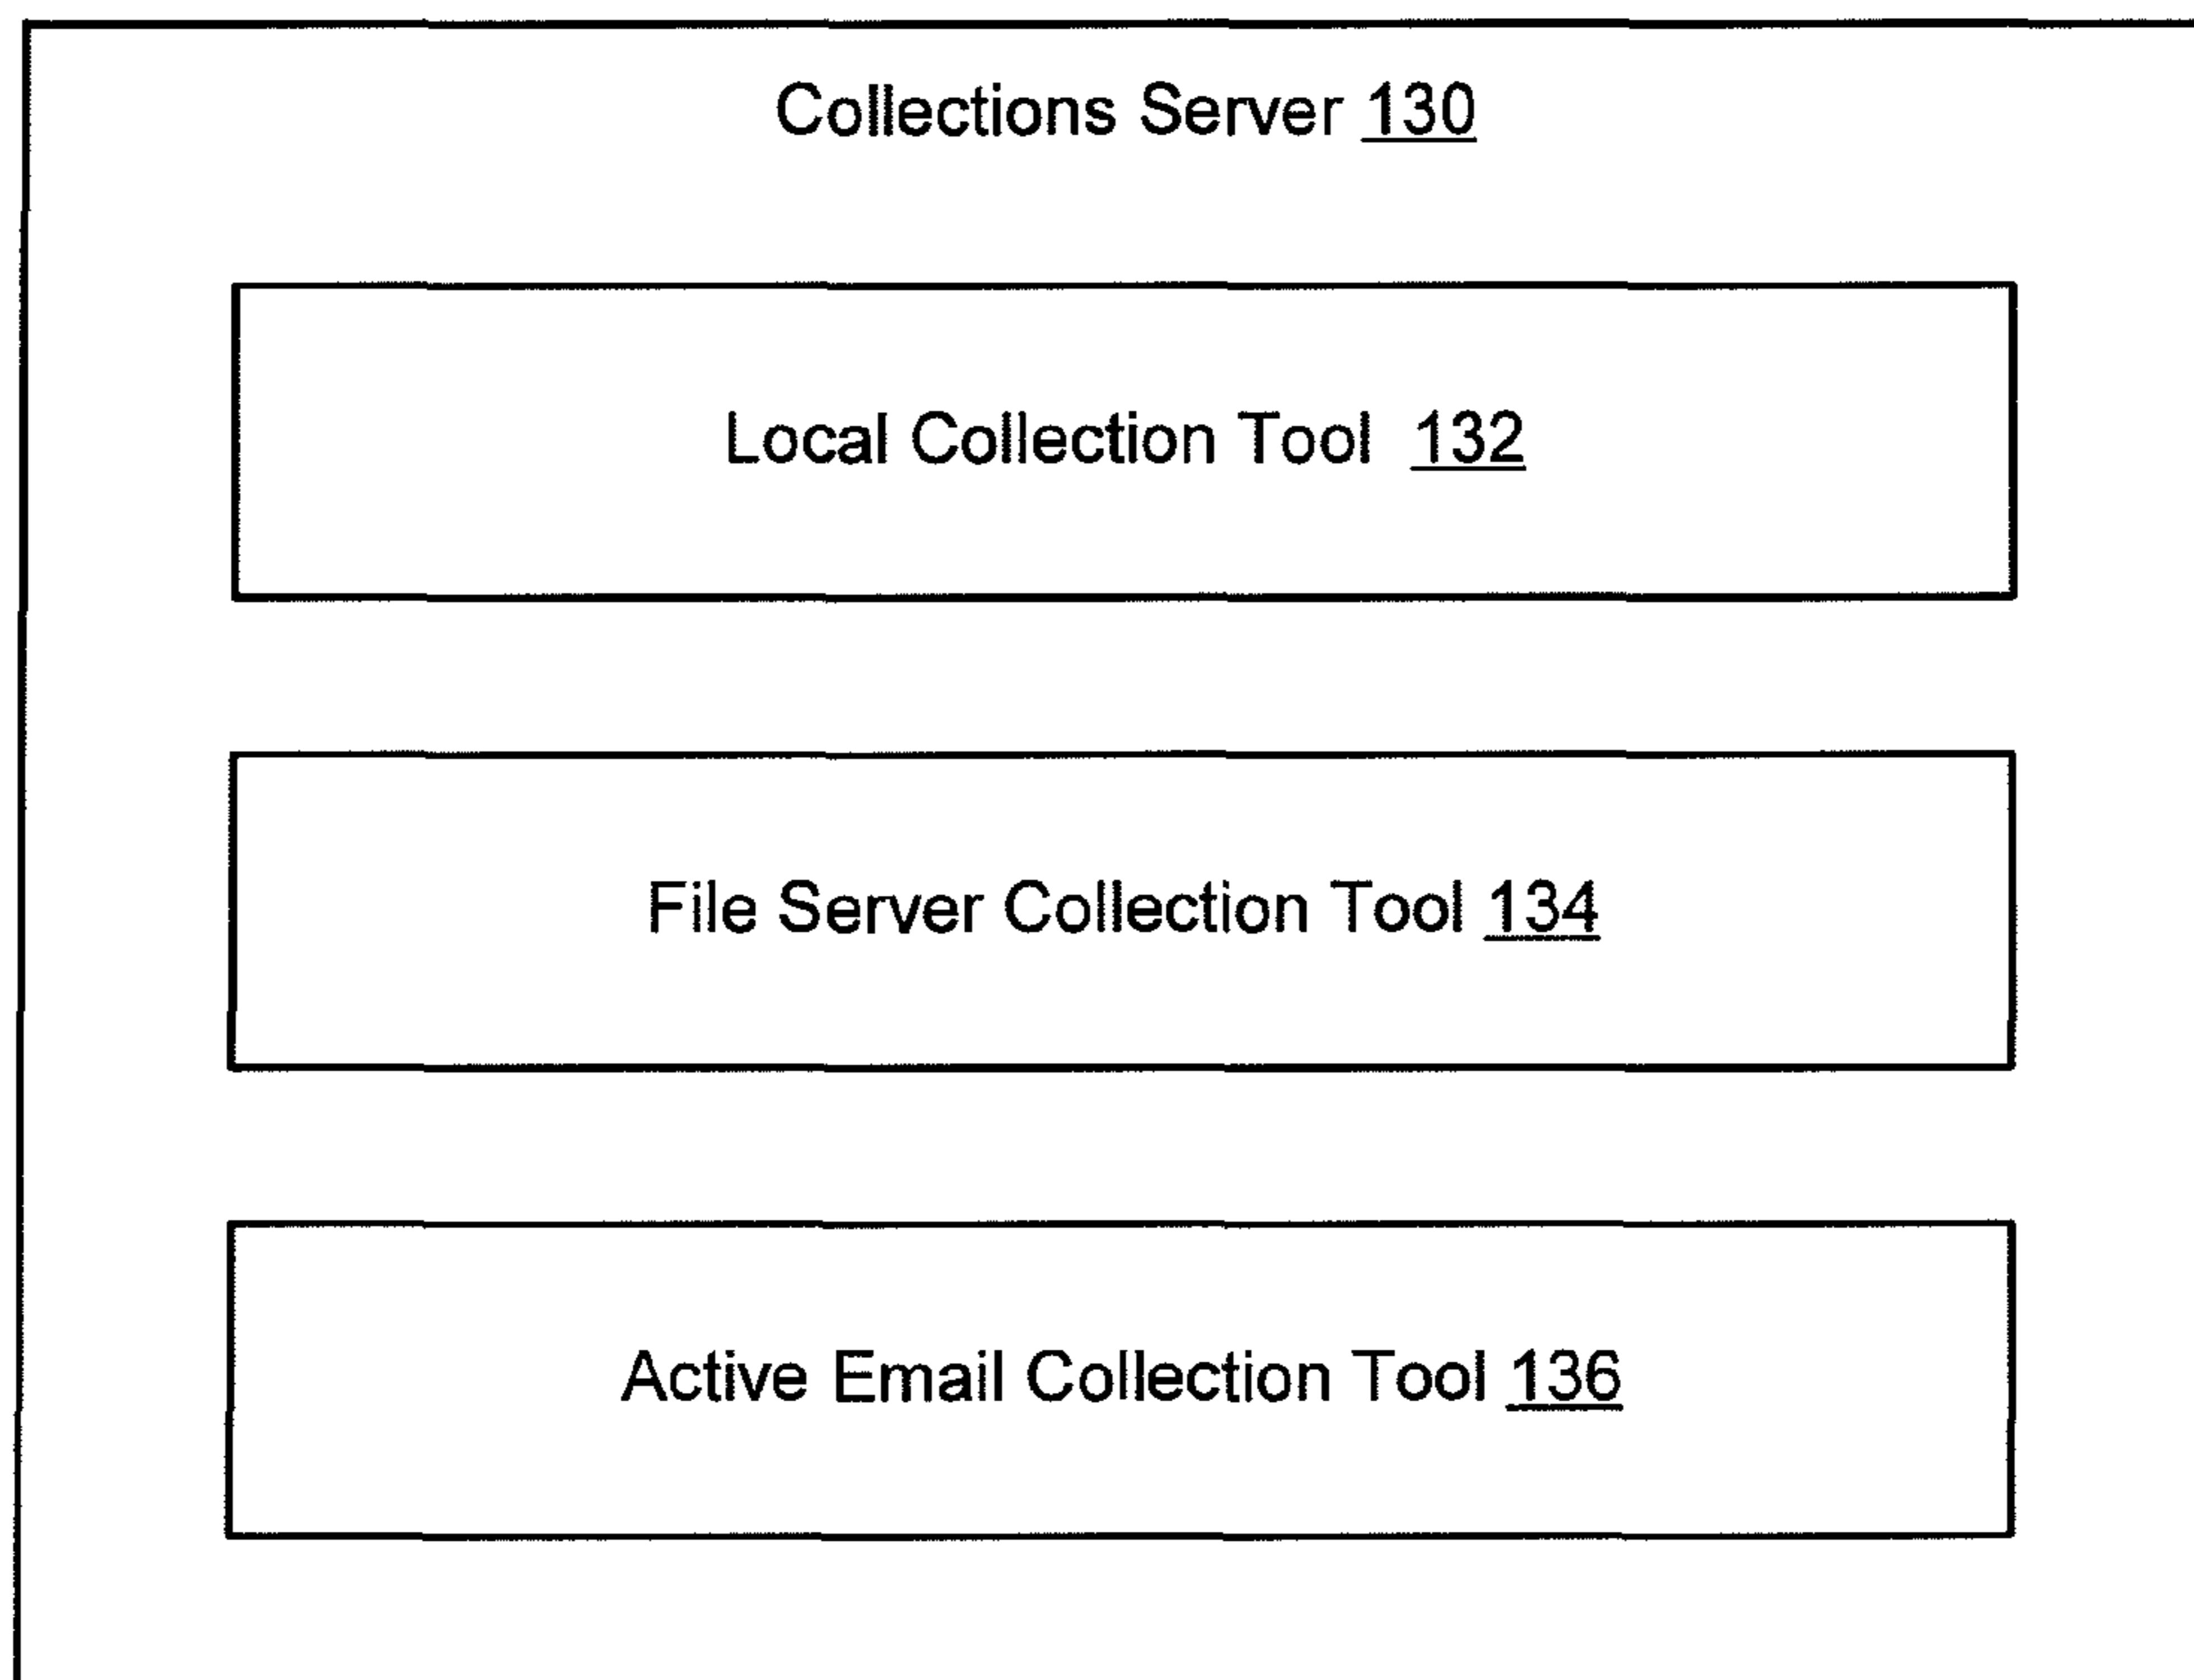 Collections Server 130
Local Collection Tool 132
File Server Collection Tool 134
Active Email Collection Tool 136